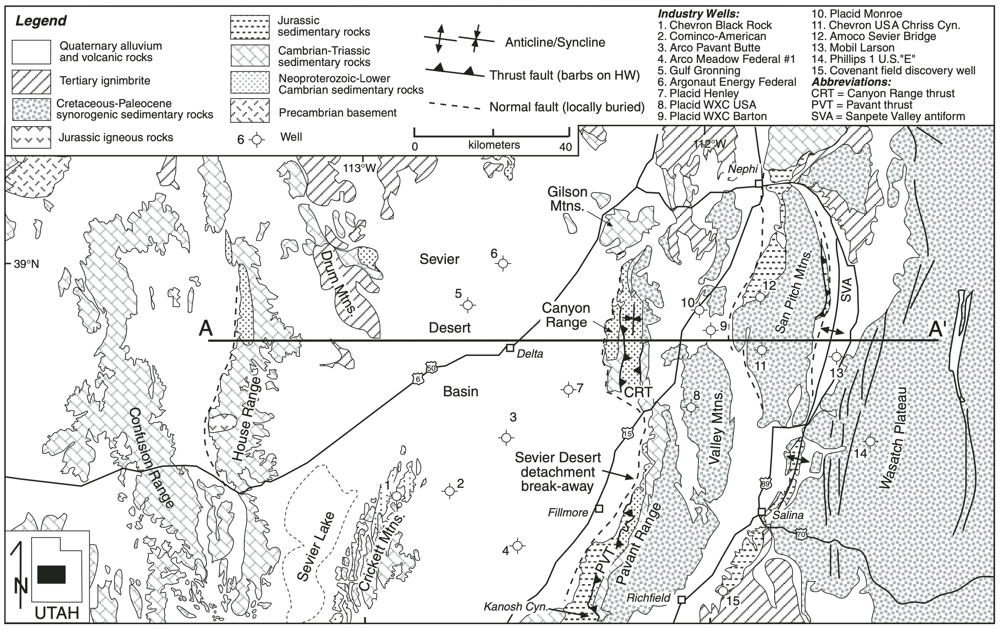 Legend
Quaternary alluvium
and volcanic rocks
Tertiary ignimbrite
Cretaceous-Paleocene
synorogenic sedimentary rocks
Jurassic igneous rocks
Jurassic
sedimentary rocks
Cambrian-Triassic
sedimentary rocks
Neoproterozoic-Lower
Cambrian sedimentary rocks
Precambrian basement
6 Well
Anticline/Syncline
Thrust fault (barbs on HW)
Normal fault (locally buried)
0 kilometers 40
Industry Wells:
1. Chevron Black Rock
2. Cominco-American
3. Arco Pavant Butte
4. Arco Meadow Federal #1
5. Gulf Gronning
6. Argonaut Energy Federal
7. Placid Henley
8. Placid WXC USA
9. Placid WXC Barton
10. Placid Monroe
11. Chevron USA Chriss Cyn.
12. Amoco Sevier Bridge
13. Mobil Larson
14. Phillips 1 U.S."E"
15. Covenant field discovery well
Abbreviations:
CRT = Canyon Range thrust
PVT = Pavant thrust
SVA = Sanpete Valley antiform
112°W
113°W
Nephi
Gilson
Mtns.
39°N
Drum Mtns.
Sevier
6
5
Desert
Canyon
Range
10
9
12
San Pitch Mtns.
SVA
A
A'
Delta
50
6
Basin
7
CRT
8
11
13
House Range
Confusion Range
3
15
Valley Mtns.
14
Wasatch Plateau
Sevier Desert
detachment
break-away
1
2
89
Fillmore
Salina
70
Sevier Lake
Crickett Mtns.
4
PVT
Pavant Range
Richfield
15
Kanosh Cyn.
N
UTAH